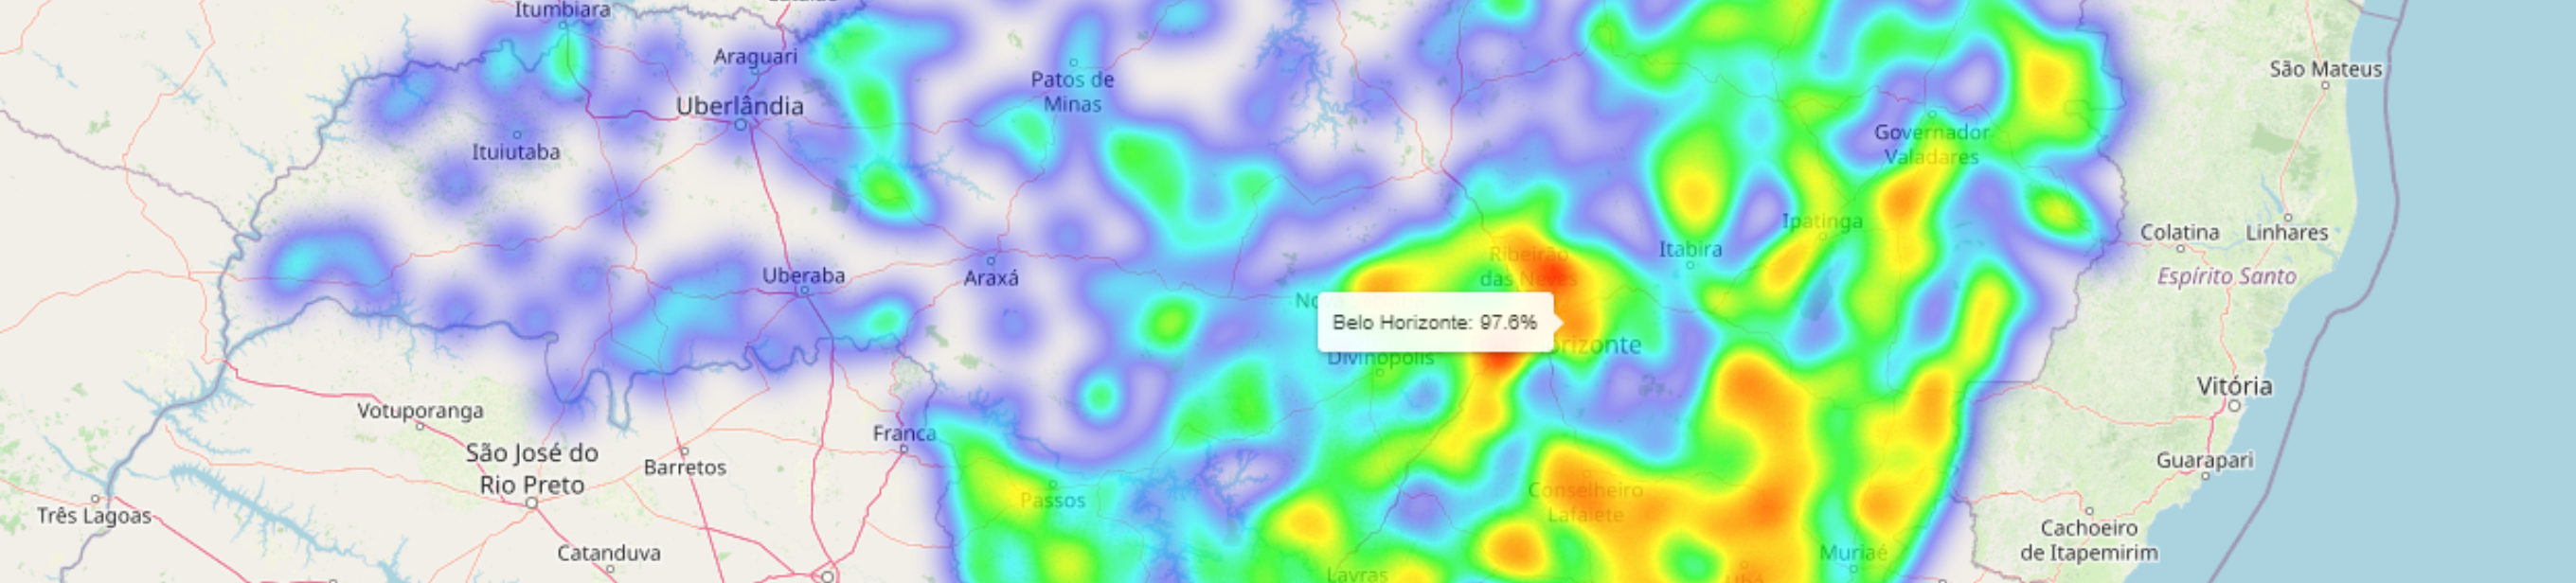 Itumbiara
Araguari
Patos de
Minas
São Mateus
Uberlândia
Ituiutaba
Governador
Valadares
Ipatinga
Colatina
Linhares
Itabira
Ribeirão
das Neves
Uberaba
Araxá
Espírito Santo
Belo Horizonte: 97.6%
orizonte
Divinópolis
Vitória
Votuporanga
Franca
São José do
Rio Preto
Barretos
Guarapari
Passos
Conselheiro
Lafaiete
Três Lagoas
Cachoeiro
de Itapemirim
Catanduva
Muriaé
Lavras
Ubá